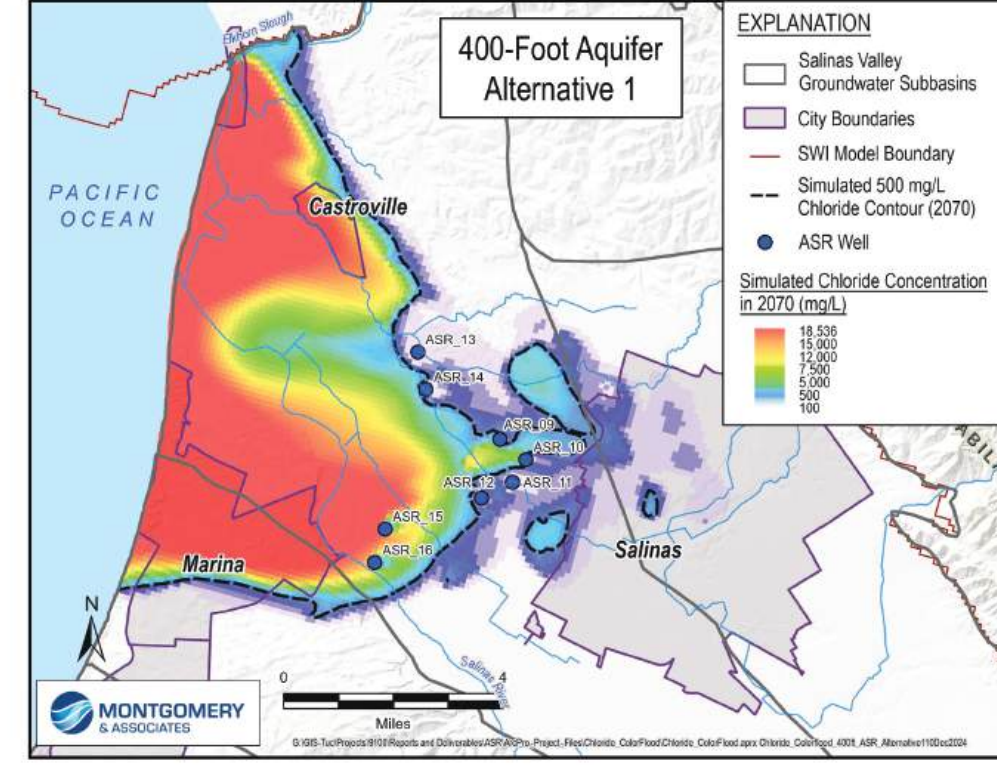 Elkhorn Slough
400-Foot Aquifer
Alternative 1
EXPLANATION
Salinas Valley
Groundwater Subbasins
City Boundaries
SWI Model Boundary
Simulated 500 mg/L
Chloride Contour (2070)
ASR Well
Simulated Chloride Concentration
in 2070 (mg/L)
18,536
15,000
12,000
7,500
5,000
500
100
PACIFIC
OCEAN
Castroville
ASR_13
ASR_14
ASR_09
ASR_10
ASR_12
ASR_11
ASR_15
ASR_16
Marina
Salinas
ABIL
N
Salinas River
0
4
Miles
MONTGOMERY
& ASSOCIATES